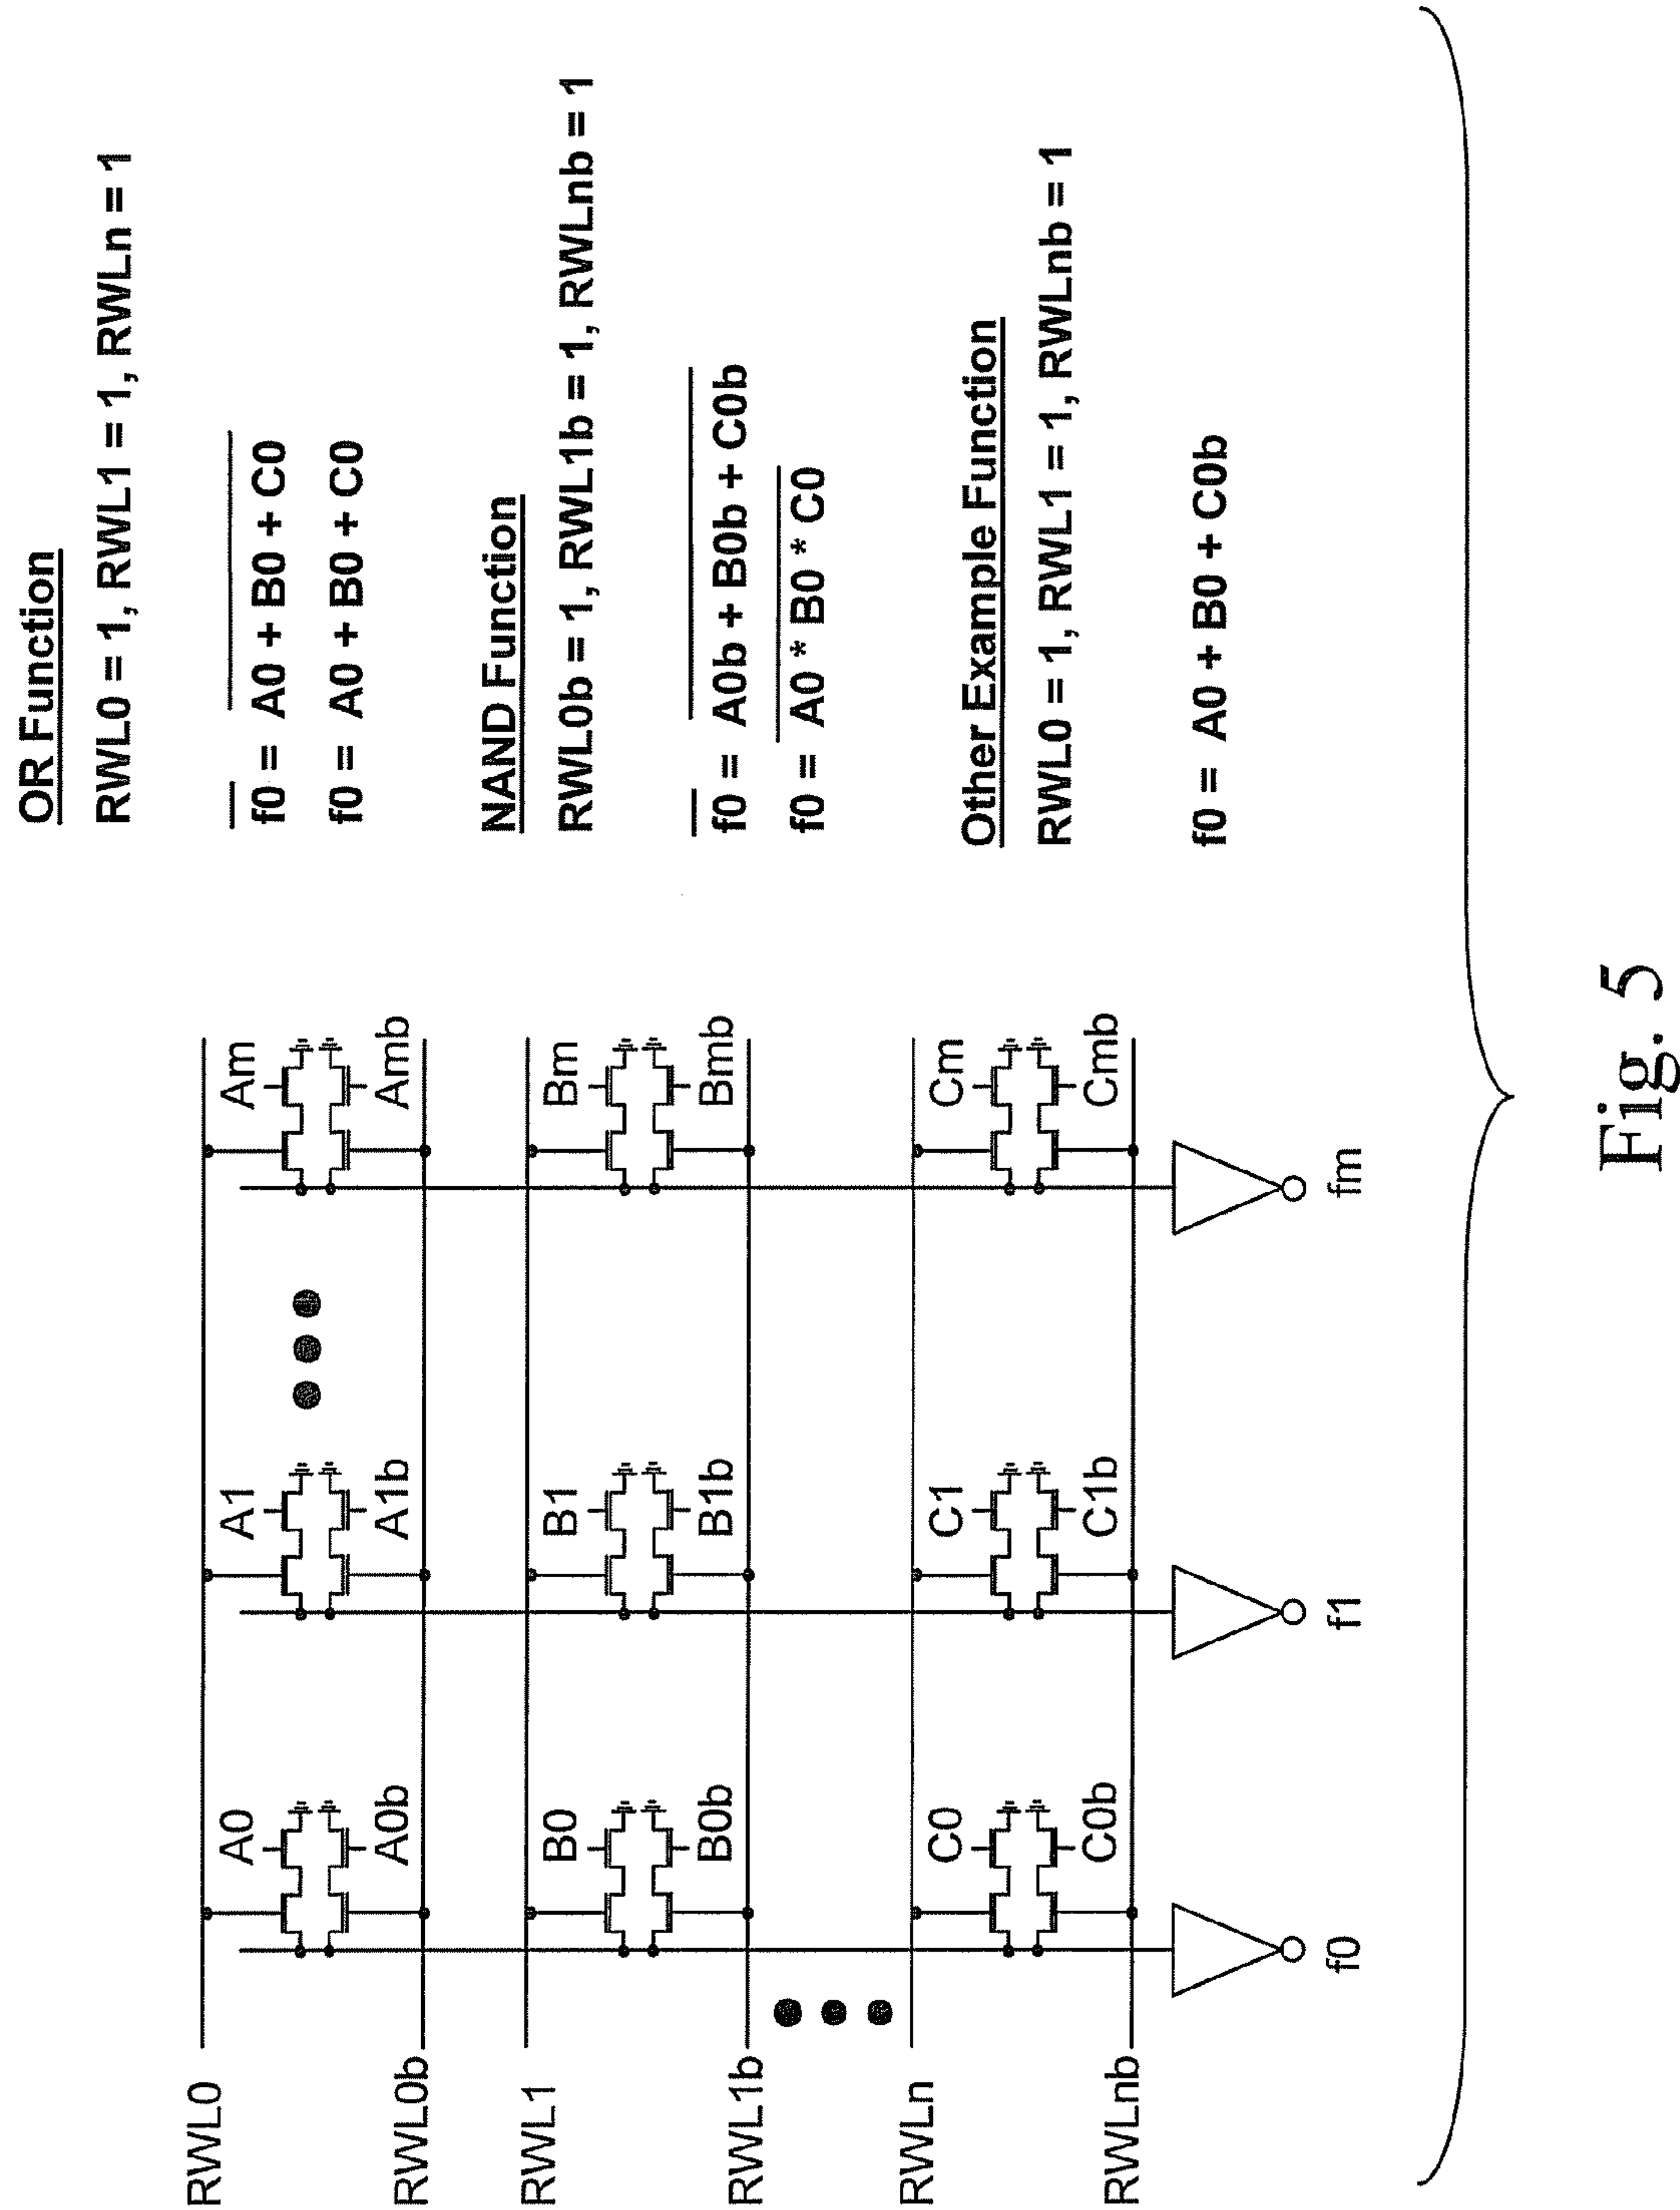 RWL0
A0
A1
Am
A0b
A1b
Amb
RWL0b
RWL1
B0
B1
Bm
B0b
B1b
Bmb
RWL1b
RWLn
C0
C1
Cm
C0b
C1b
Cmb
RWLnb
f0
f1
fm
OR Function
RWL0 = 1, RWL1 = 1, RWLn = 1
f0 = A0 + B0 + C0
f0 = A0 + B0 + C0
NAND Function
RWL0b = 1, RWL1b = 1, RWLnb = 1
f0 = A0b + B0b + C0b
f0 = A0 * B0 * C0
Other Example Function
RWL0 = 1, RWL1 = 1, RWLnb = 1
f0 = A0 + B0 + C0b
Fig. 5